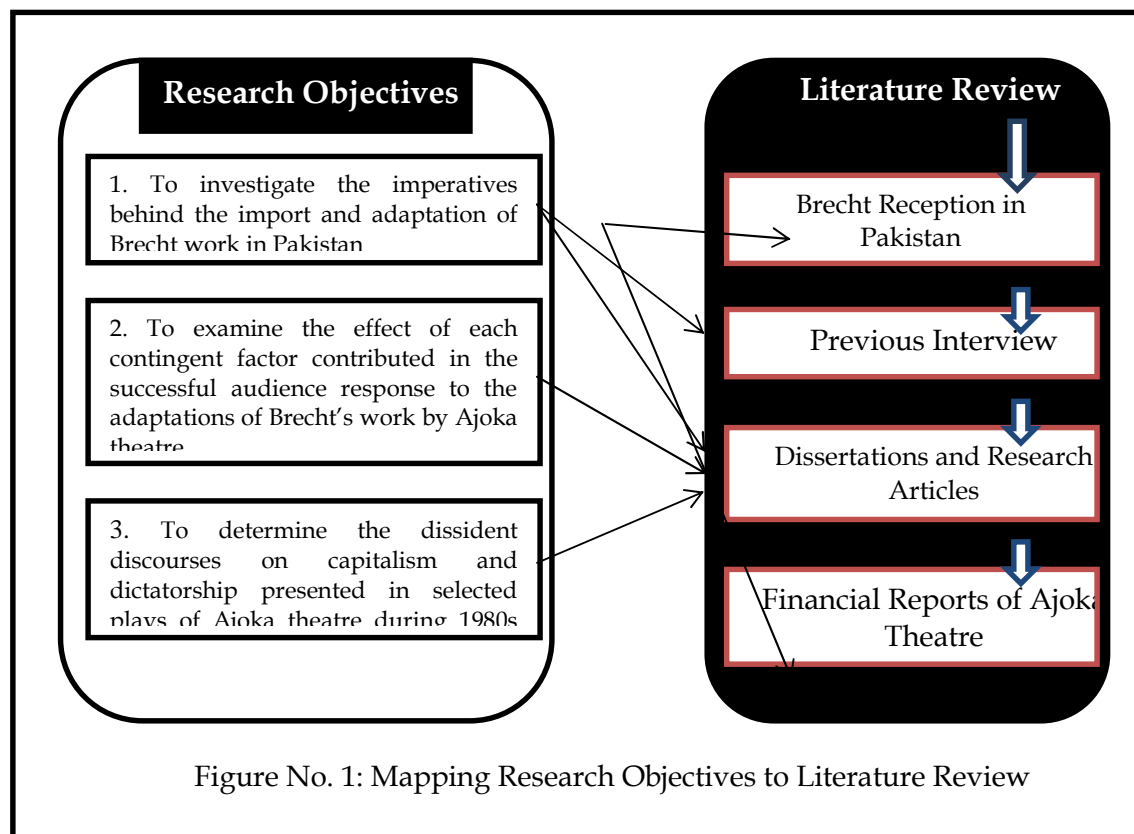 Research Objectives
1. To investigate the imperatives
behind the import and adaptation of
Brecht work in Pakistan
2. To examine the effect of each
contingent factor contributed in the
successful audience response to the
adaptations of Brecht's work by Ajoka
theatre
3. To determine the dissident
discourses on capitalism and
dictatorship presented in selected
plays of Ajoka theatre during 1980s
Literature Review
Brecht Reception in
Pakistan
Previous Interview
Dissertations and Research
Articles
Financial Reports of Ajoka
Theatre
Figure No. 1: Mapping Research Objectives to Literature Review